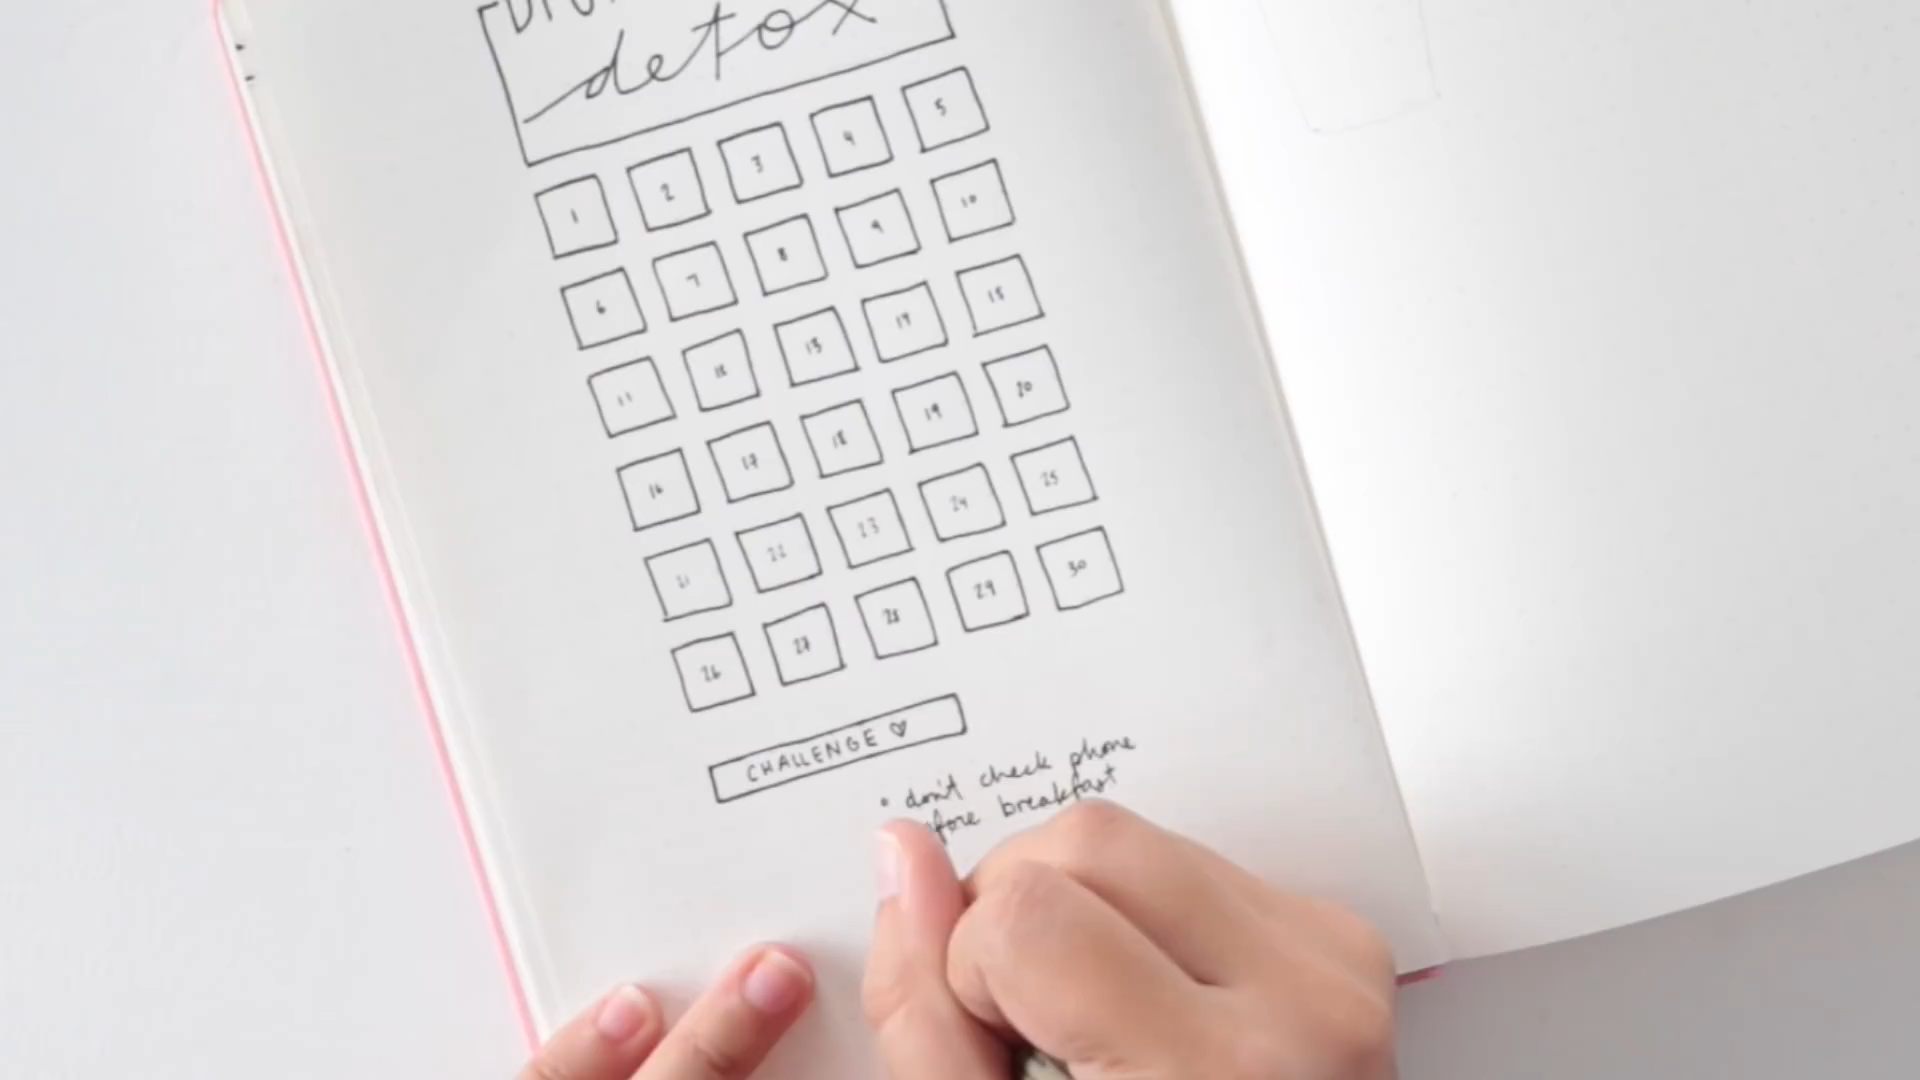 detox
1 2 3 4 5
6 7 8 9 10
11 12 13 14 15
16 17 18 19 20
21 22 23 24 25
26 27 28 29 30
CHALLENGE ♡
• don't check phone
breakfast